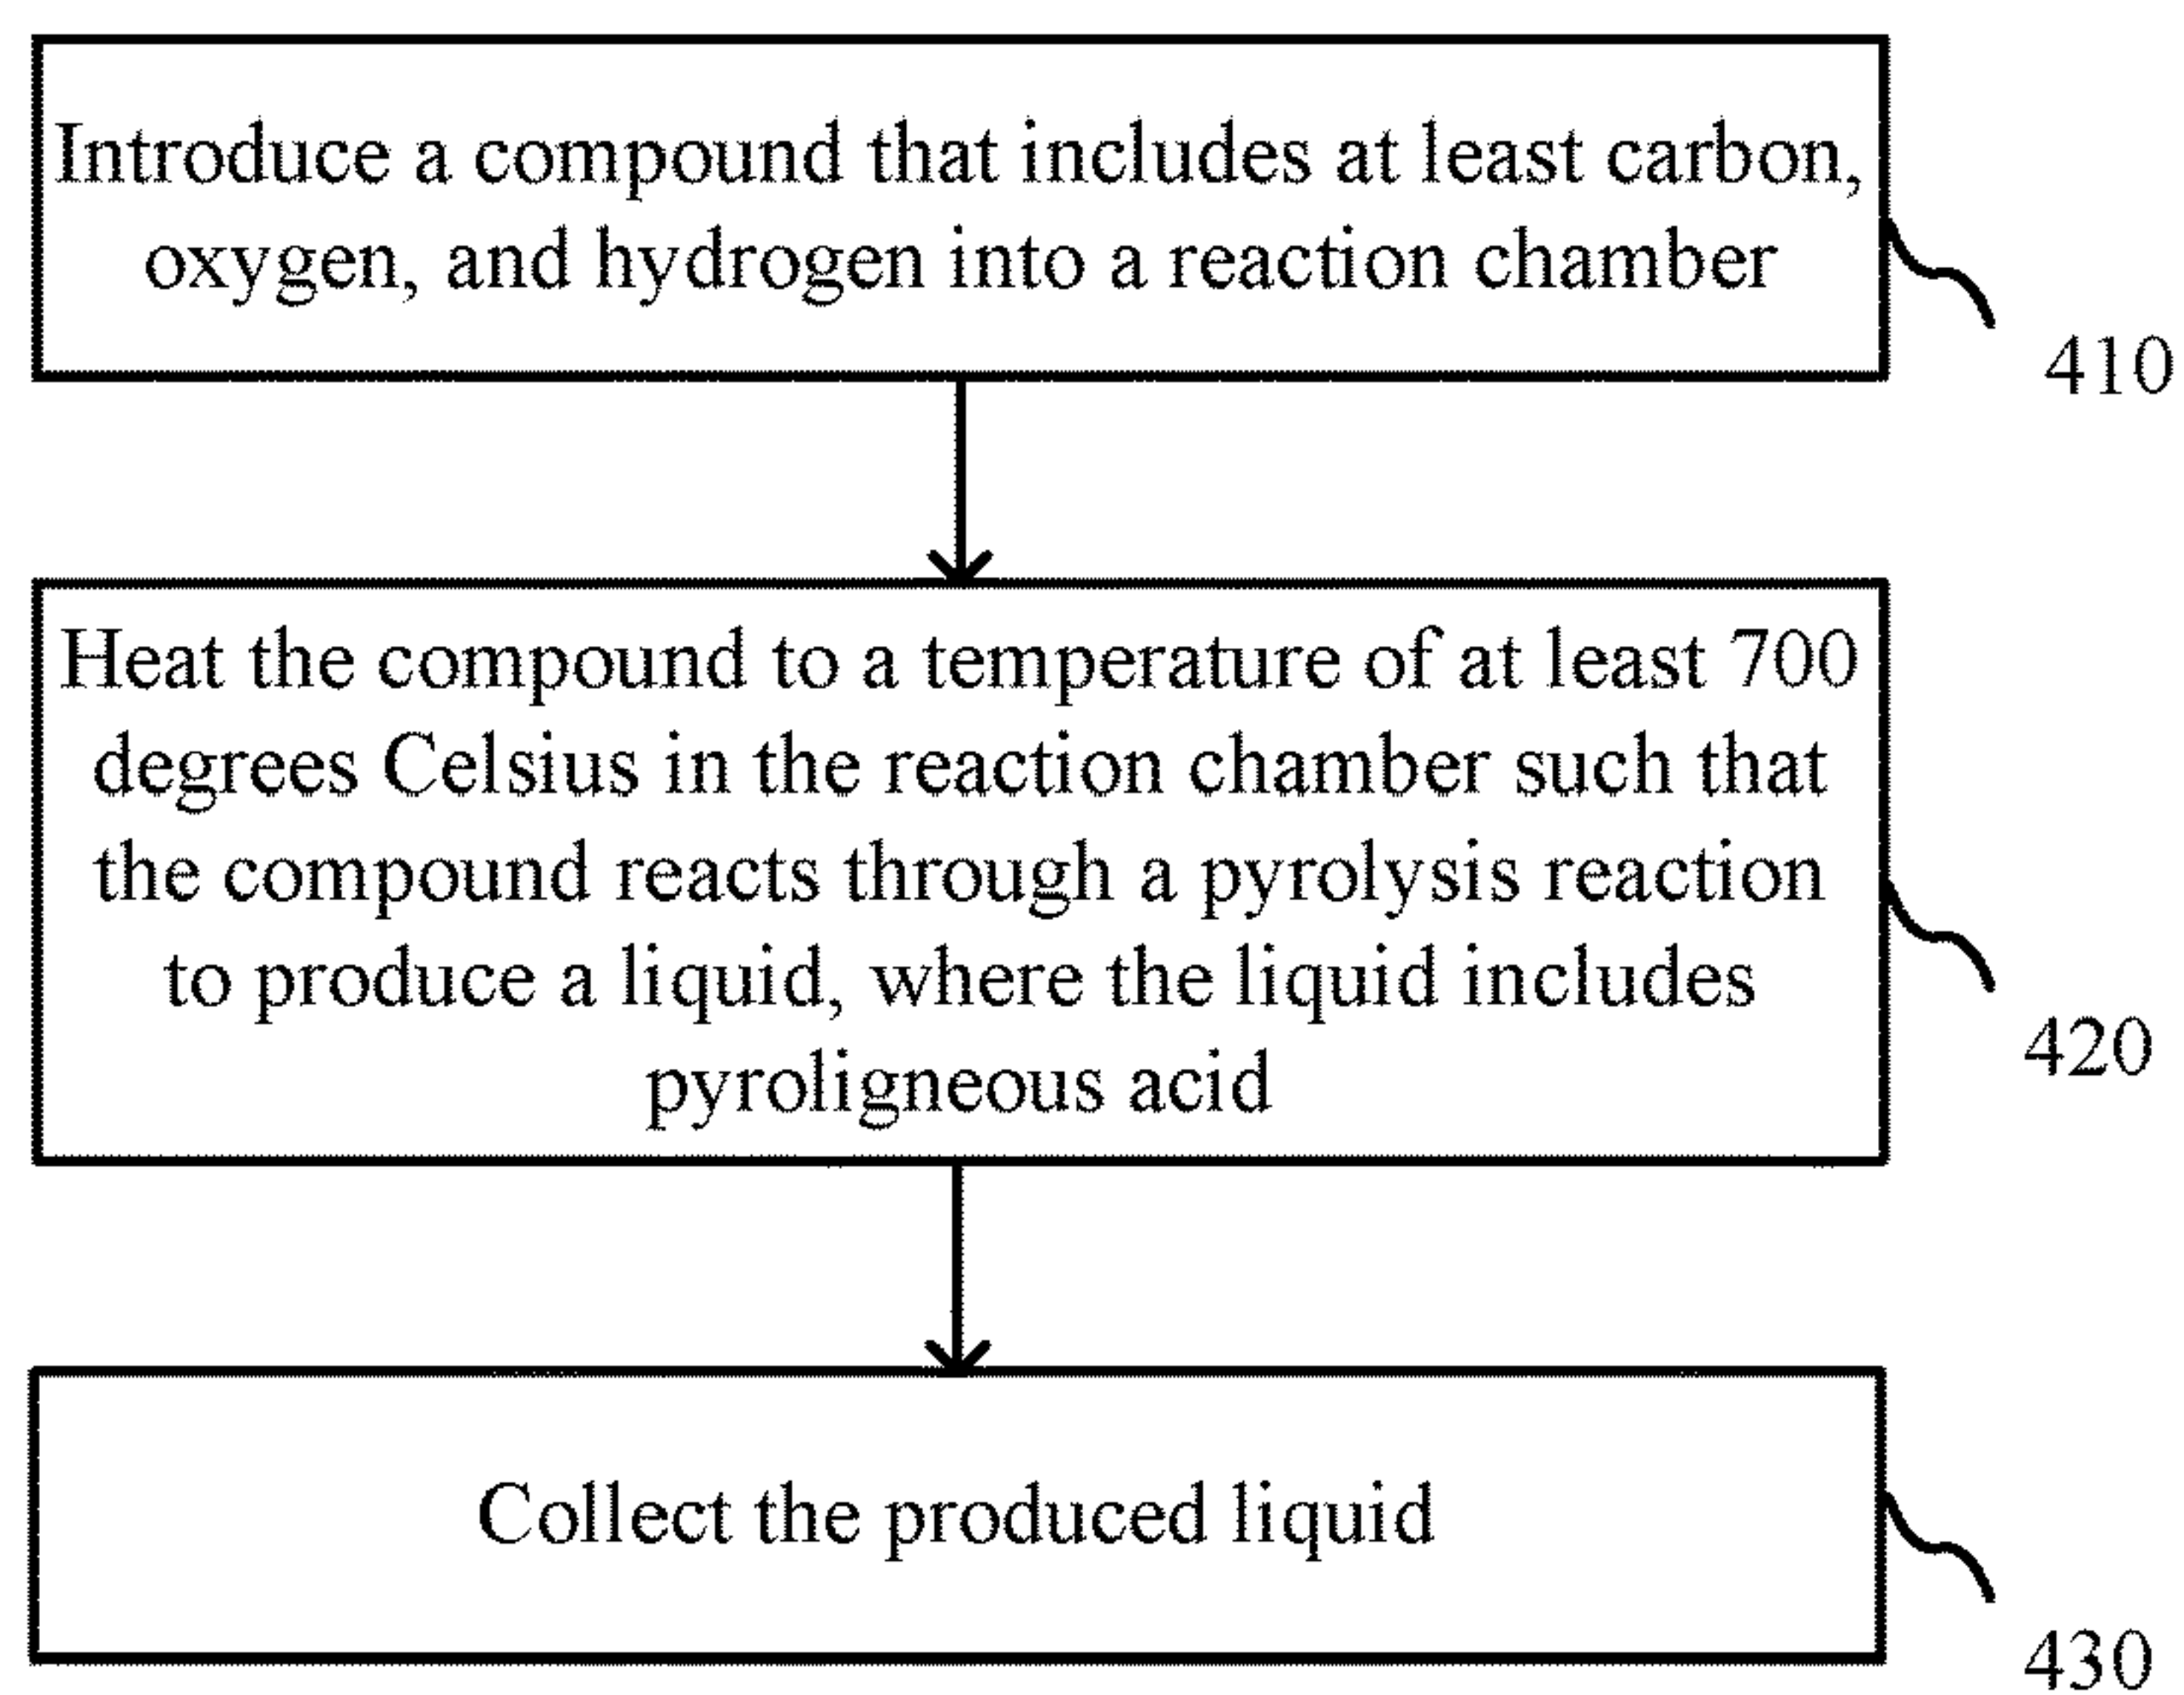 Introduce a compound that includes at least carbon,
oxygen, and hydrogen into a reaction chamber
410
Heat the compound to a temperature of at least 700
degrees Celsius in the reaction chamber such that
the compound reacts through a pyrolysis reaction
to produce a liquid, where the liquid includes
pyroligneous acid
420
Collect the produced liquid
430